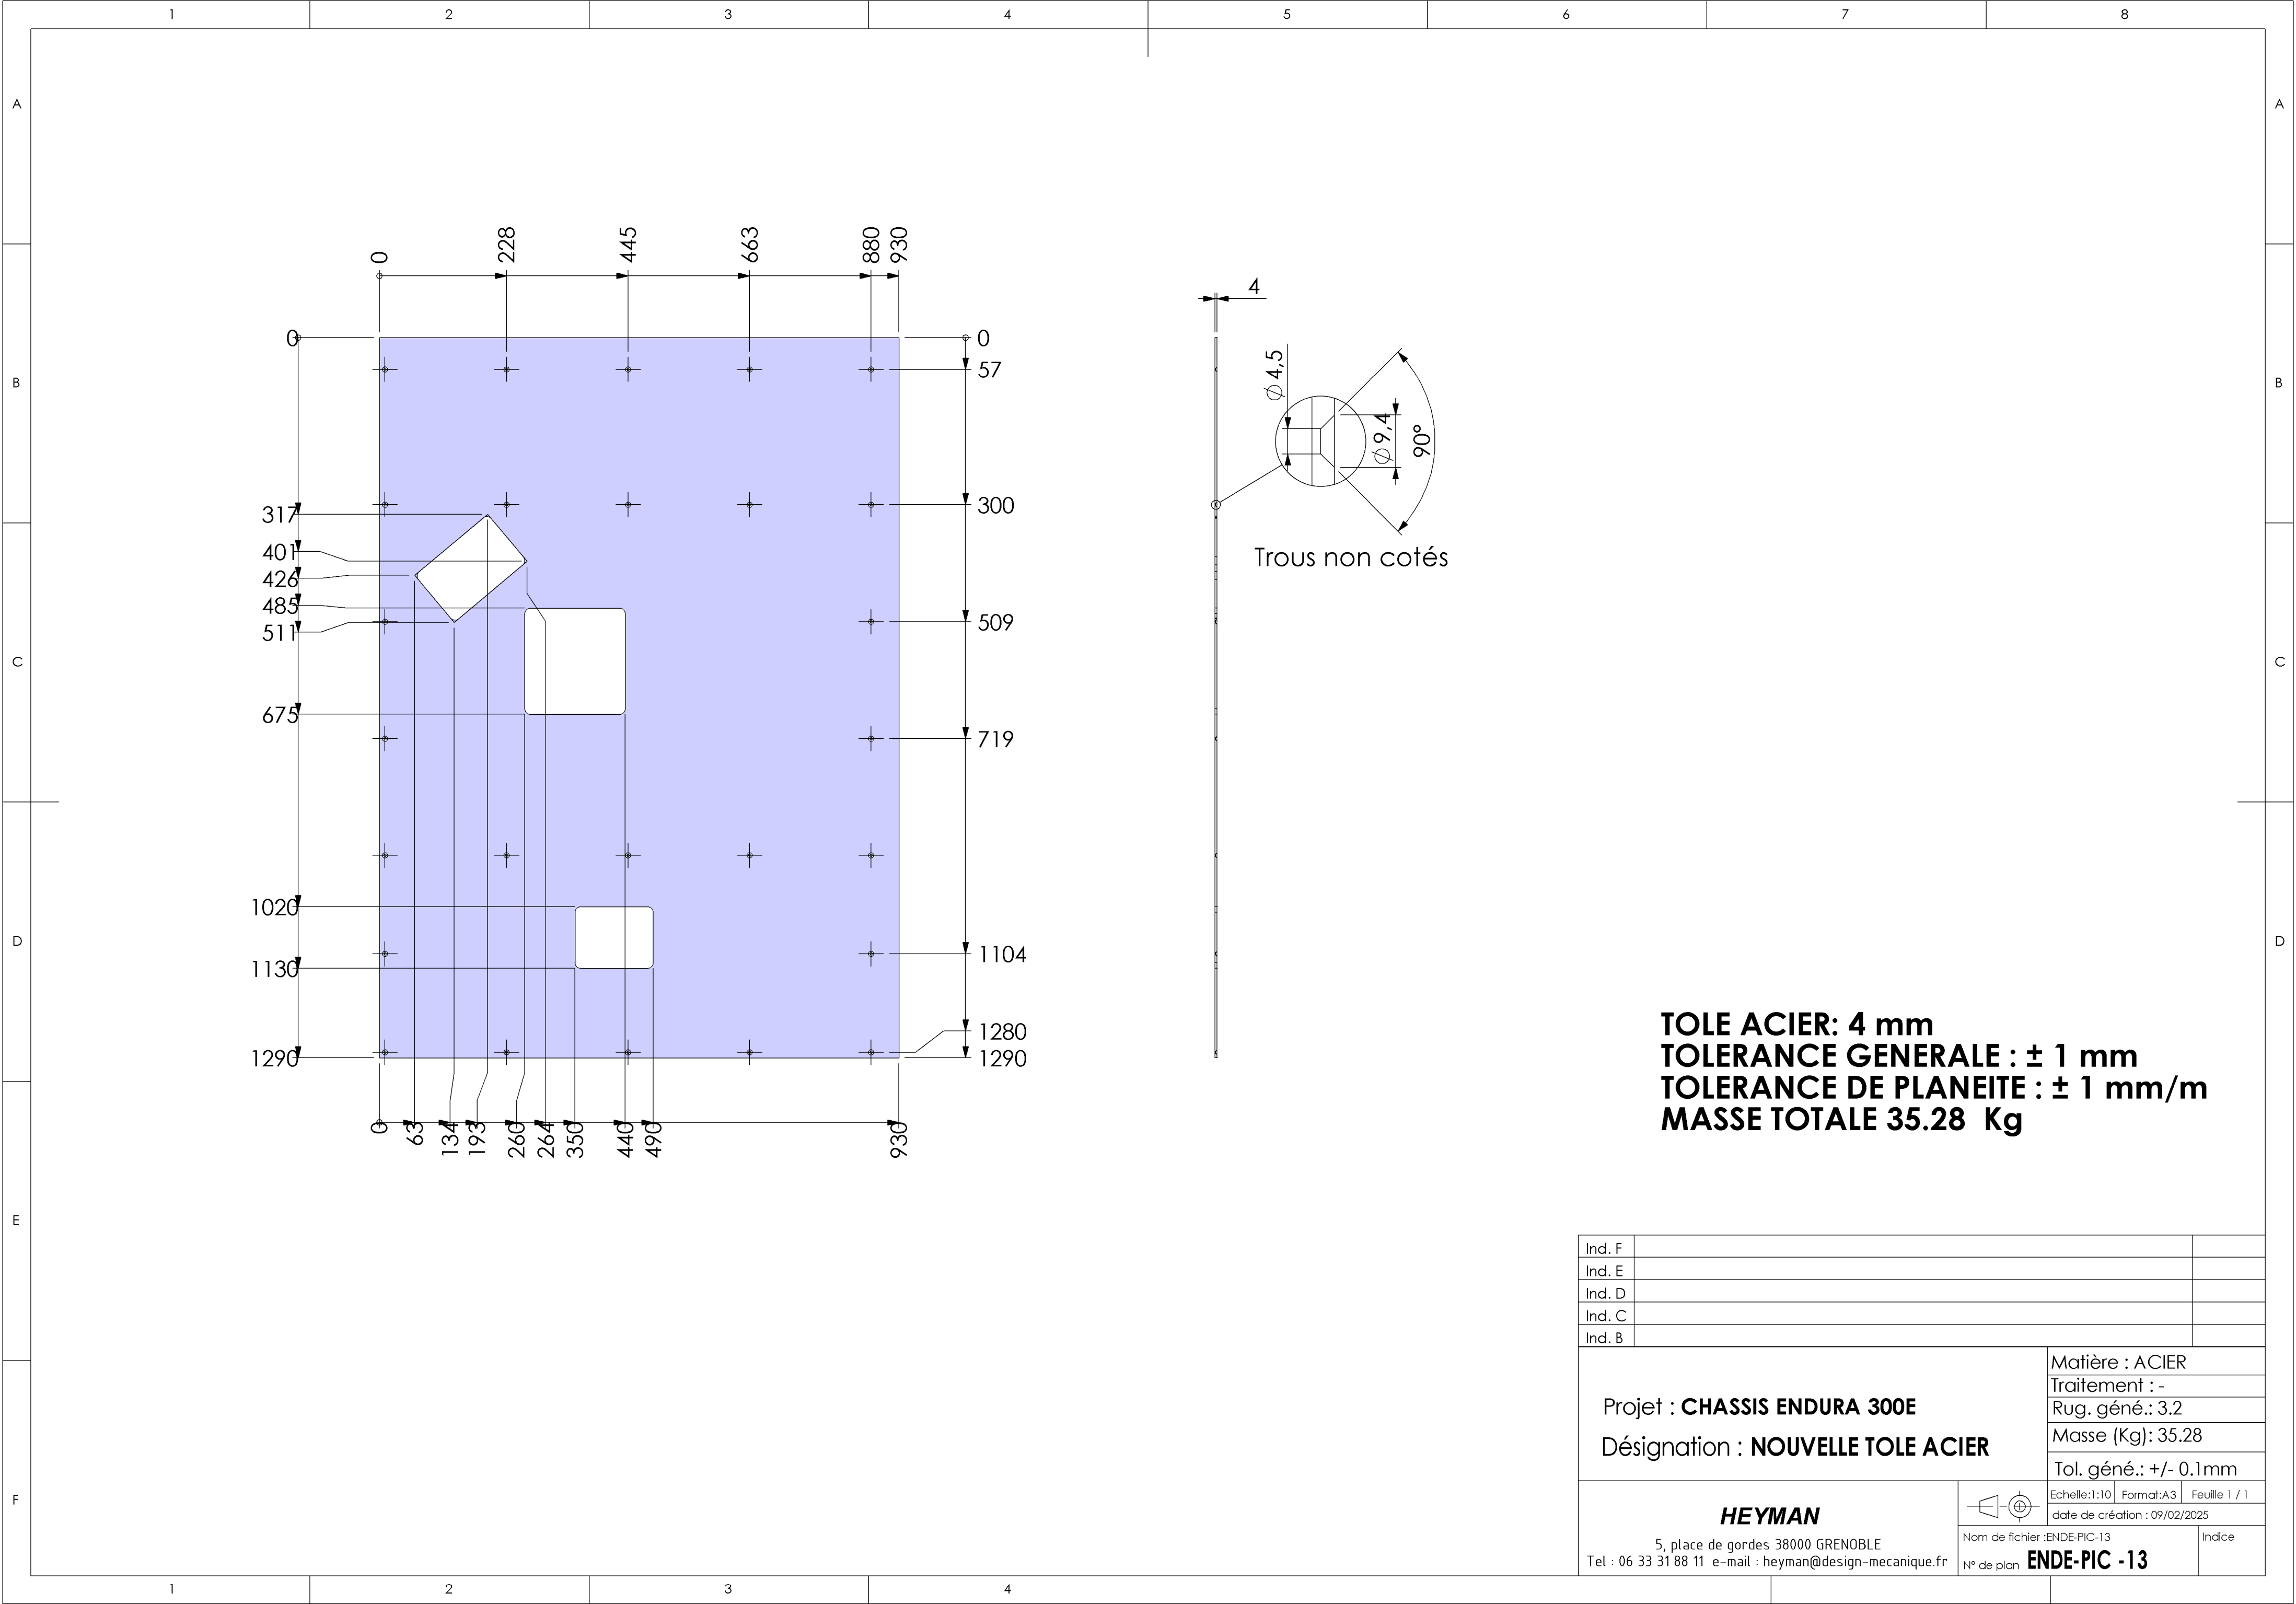 1 2 3 4 5 6 7 8
A A
B B
C C
D D
E
F
0 228 445 663 880 930
0
317
401
426
485
511
675
1020
1130
1290
0
57
300
509
719
1104
1280
1290
0 63 134 193 260 264 350 440 490 930
4
Ø 4,5
Ø 9,4
90°
Trous non cotés
TOLE ACIER: 4 mm
TOLERANCE GENERALE : ± 1 mm
TOLERANCE DE PLANEITE : ± 1 mm/m
MASSE TOTALE 35.28 Kg
Ind. F
Ind. E
Ind. D
Ind. C
Ind. B
Projet : CHASSIS ENDURA 300E
Désignation : NOUVELLE TOLE ACIER
Matière : ACIER
Traitement : -
Rug. géné.: 3.2
Masse (Kg): 35.28
Tol. géné.: +/- 0.1mm
Echelle:1:10 Format:A3 Feuille 1 / 1
date de création : 09/02/2025
HEYMAN
5, place de gordes 38000 GRENOBLE
Tel : 06 33 31 88 11 e-mail : heyman@design-mecanique.fr
Nom de fichier :ENDE-PIC-13
Indice
N° de plan ENDE-PIC -13
1 2 3 4